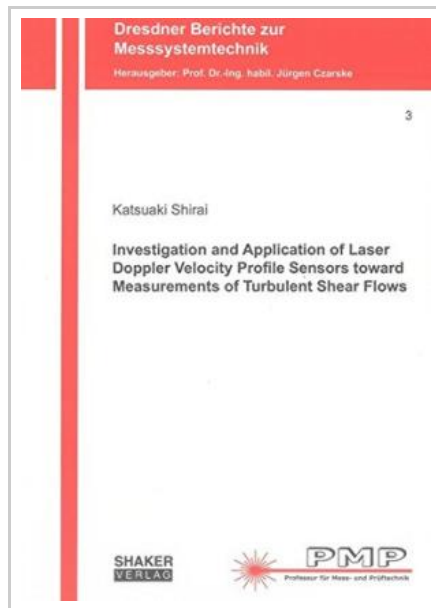 Dresdner Berichte zur
Messsystemtechnik
Herausgeber: Prof. Dr.-Ing. habil. Jürgen Czarske
3
Katsuaki Shirai
Investigation and Application of Laser
Doppler Velocity Profile Sensors toward
Measurements of Turbulent Shear Flows
SHAKER
VERLAG
PMP
Professur für Mess- und Prüftechnik